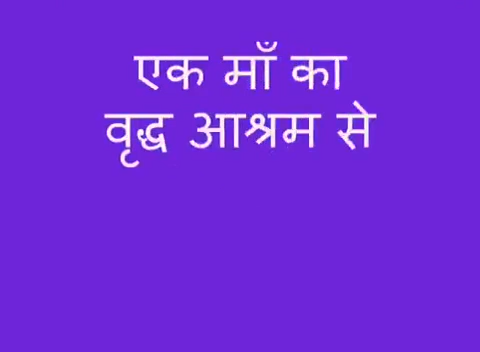 एक माँ का
वृद्ध आश्रम से